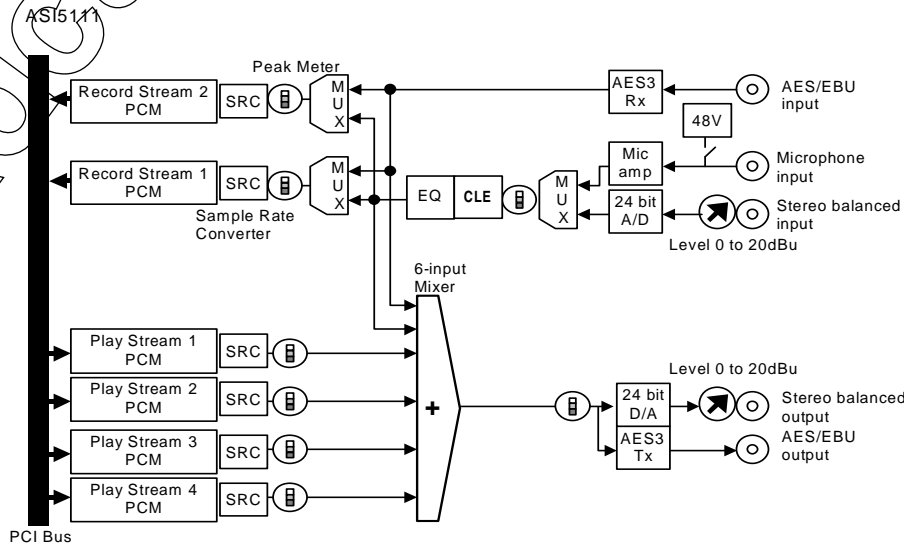 ASI5111
Peak Meter
Record Stream 2
PCM
SRC
M
U
X
AES3
Rx
AES/EBU
input
48V
Record Stream 1
PCM
SRC
M
U
X
EQ
CLE
M
U
X
Mic
amp
Microphone
input
24 bit
A/D
Stereo balanced
input
Sample Rate
Converter
Level 0 to 20dBu
6-input
Mixer
Play Stream 1
PCM
SRC
Play Stream 2
PCM
SRC
Play Stream 3
PCM
SRC
Play Stream 4
PCM
SRC
+
Level 0 to 20dBu
24 bit
D/A
Stereo balanced
output
AES3
Tx
AES/EBU
output
PCI Bus